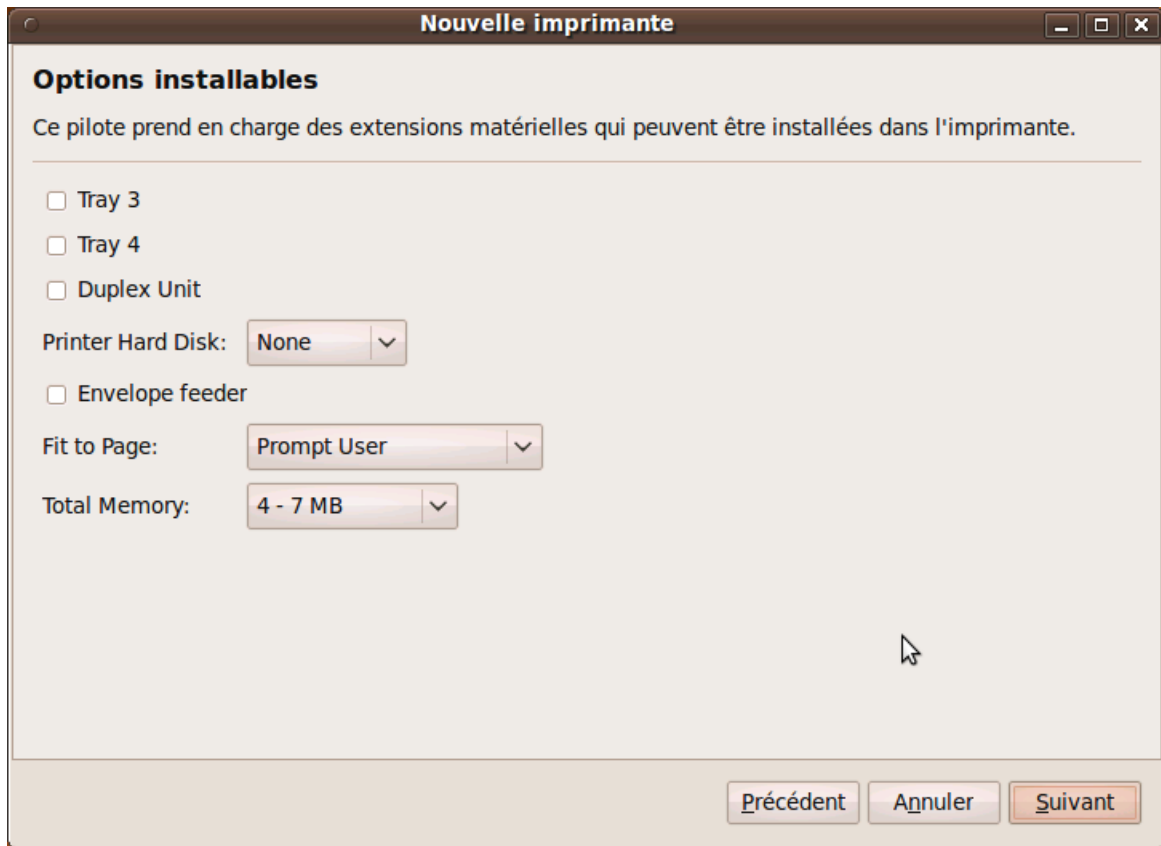 Nouvelle imprimante
Options installables
Ce pilote prend en charge des extensions matérielles qui peuvent être installées dans l'imprimante.
Tray 3
Tray 4
Duplex Unit
Printer Hard Disk: None
Envelope feeder
Fit to Page: Prompt User
Total Memory: 4 - 7 MB
Précédent Annuler Suivant